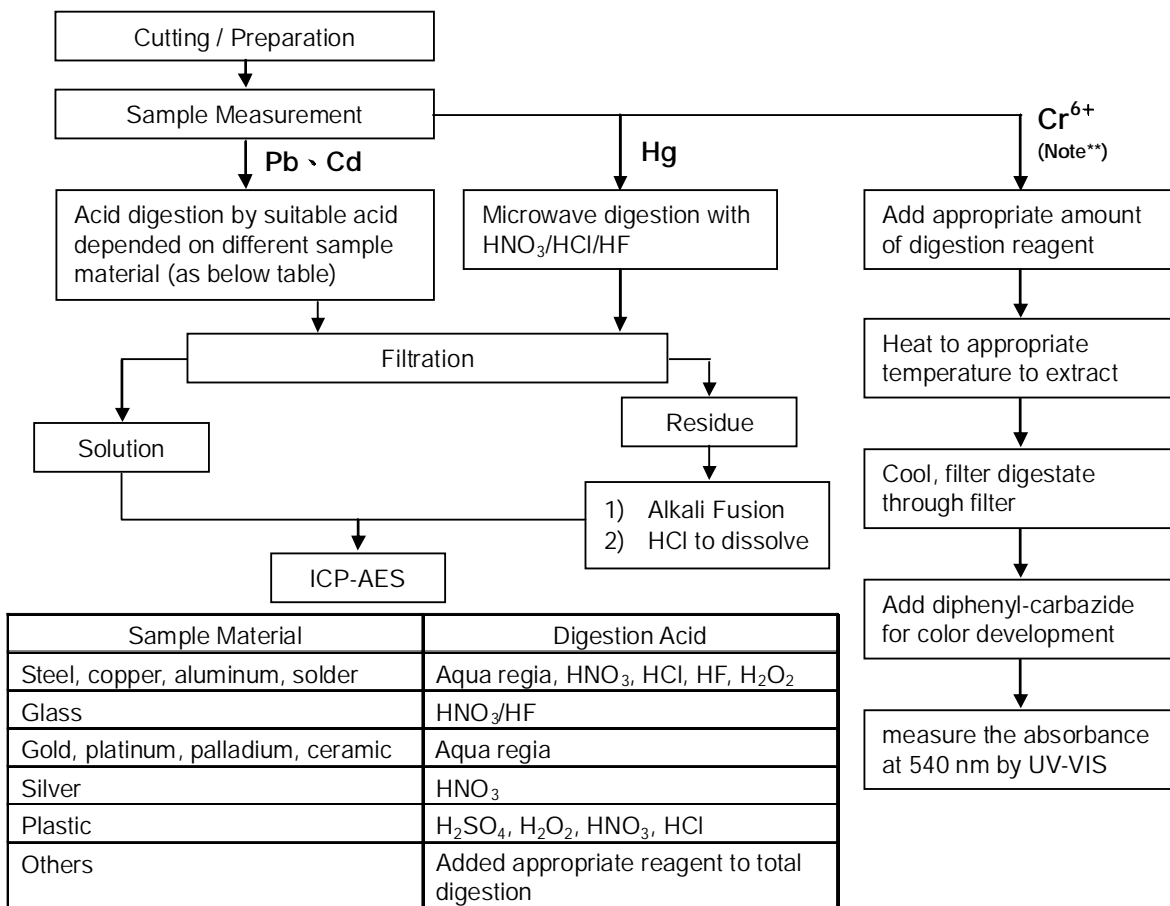 Cutting / Preparation
Sample Measurement
Pb、Cd
Hg
Cr⁶⁺
(Note**)
Acid digestion by suitable acid
depended on different sample
material (as below table)
Microwave digestion with
HNO₃/HCl/HF
Add appropriate amount
of digestion reagent
Filtration
Heat to appropriate
temperature to extract
Solution
Residue
Cool, filter digestate
through filter
1) Alkali Fusion
2) HCl to dissolve
ICP-AES
Add diphenyl-carbazide
for color development
measure the absorbance
at 540 nm by UV-VIS
Sample Material Digestion Acid
Steel, copper, aluminum, solder Aqua regia, HNO₃, HCl, HF, H₂O₂
Glass HNO₃/HF
Gold, platinum, palladium, ceramic Aqua regia
Silver HNO₃
Plastic H₂SO₄, H₂O₂, HNO₃, HCl
Others Added appropriate reagent to total
digestion